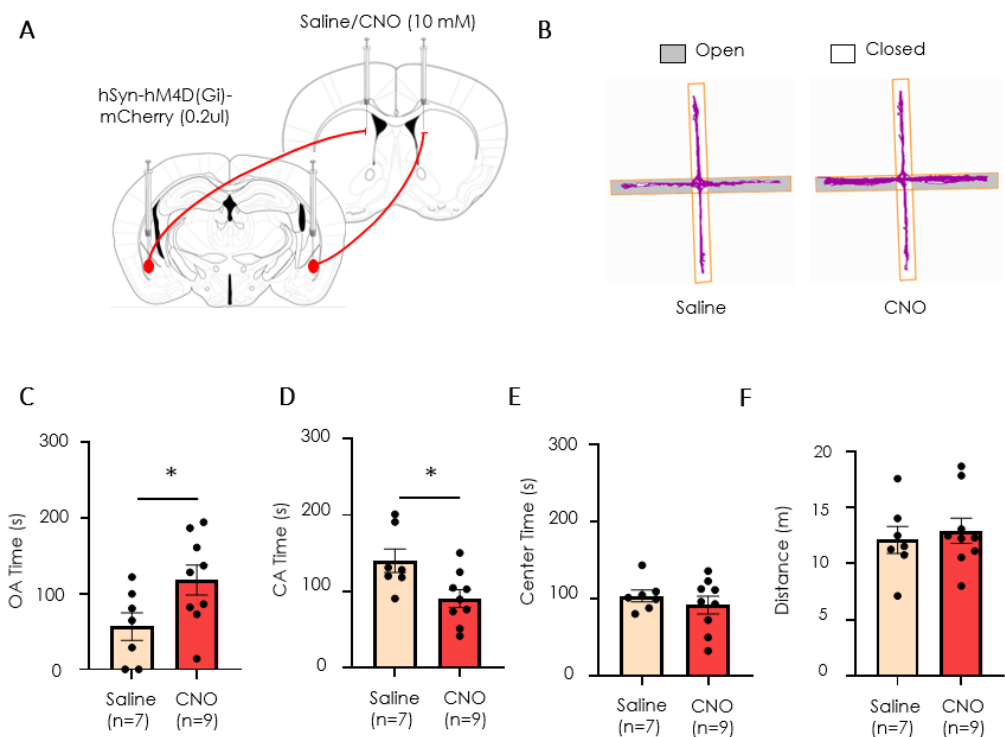 A
Saline/CNO (10 mM)
hSyn-hM4D(Gi)-
mCherry (0.2ul)
B
Open
Closed
Saline
CNO
C
OA Time (s)
300
200
100
0
*
Saline
(n=7)
CNO
(n=9)
D
CA Time (s)
300
200
100
0
*
Saline
(n=7)
CNO
(n=9)
E
Center Time (s)
300
200
100
0
Saline
(n=7)
CNO
(n=9)
F
Distance (m)
20
15
10
5
0
Saline
(n=7)
CNO
(n=9)